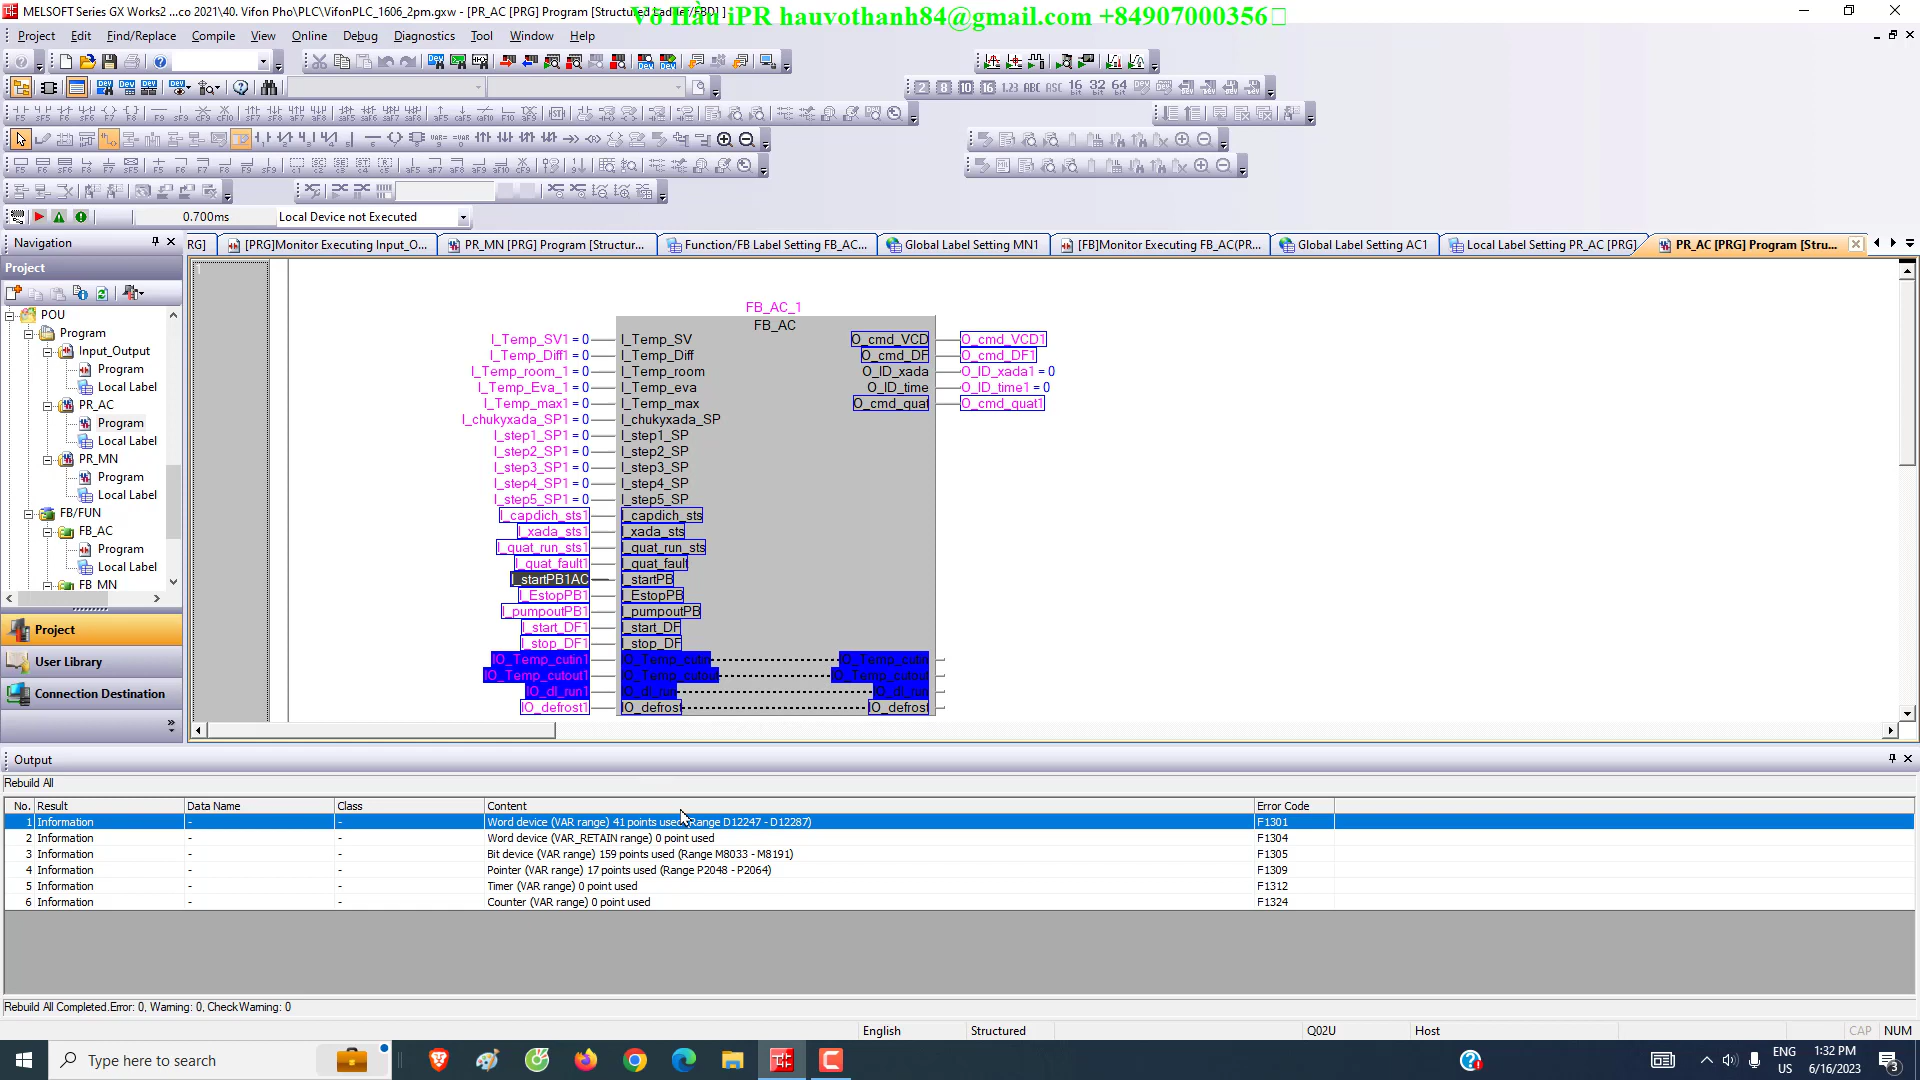 MELSOFT Series GX Works2 ...co 2021\40. Vifon Pho\PLC\VifonPLC_1606_2pm.gxw - [PR_AC [PRG] Program [Structured Ladder/FBD] ]
Võ Hậu iPR hauvothanh84@gmail.com +84907000356
Project Edit Find/Replace Compile View Online Debug Diagnostics Tool Window Help
0.700ms Local Device not Executed
Navigation
RG] [PRG]Monitor Executing Input_O... PR_MN [PRG] Program [Structur... Function/FB Label Setting FB_AC... Global Label Setting MN1 [FB]Monitor Executing FB_AC(PR... Global Label Setting AC1 Local Label Setting PR_AC [PRG] PR_AC [PRG] Program [Stru...
Project
POU
Program
Input_Output
Program
Local Label
PR_AC
Program
Local Label
PR_MN
Program
Local Label
FB/FUN
FB_AC
Program
Local Label
FB_MN
Project
User Library
Connection Destination
1
FB_AC_1
FB_AC
I_Temp_SV1 = 0 I_Temp_SV O_cmd_VCD O_cmd_VCD1
I_Temp_Diff1 = 0 I_Temp_Diff O_cmd_DF O_cmd_DF1
I_Temp_room_1 = 0 I_Temp_room O_ID_xada O_ID_xada1 = 0
I_Temp_Eva_1 = 0 I_Temp_eva O_ID_time O_ID_time1 = 0
I_Temp_max1 = 0 I_Temp_max O_cmd_quat O_cmd_quat1
I_chukyxada_SP1 = 0 I_chukyxada_SP
I_step1_SP1 = 0 I_step1_SP
I_step2_SP1 = 0 I_step2_SP
I_step3_SP1 = 0 I_step3_SP
I_step4_SP1 = 0 I_step4_SP
I_step5_SP1 = 0 I_step5_SP
I_capdich_sts1 I_capdich_sts
I_xada_sts1 I_xada_sts
I_quat_run_sts1 I_quat_run_sts
I_quat_fault1 I_quat_fault
I_startPB1AC I_startPB
I_EstopPB1 I_EstopPB
I_pumpoutPB1 I_pumpoutPB
I_start_DF1 I_start_DF
I_stop_DF1 I_stop_DF
IO_Temp_cutin1 IO_Temp_cutin IO_Temp_cutin
IO_Temp_cutout1 IO_Temp_cutout IO_Temp_cutout
IO_dl_run1 IO_dl_run IO_dl_run
IO_defrost1 IO_defrost IO_defrost
Output
Rebuild All
No. Result Data Name Class Content Error Code
1 Information - - Word device (VAR range) 41 points used (Range D12247 - D12287) F1301
2 Information - - Word device (VAR_RETAIN range) 0 point used F1304
3 Information - - Bit device (VAR range) 159 points used (Range M8033 - M8191) F1305
4 Information - - Pointer (VAR range) 17 points used (Range P2048 - P2064) F1309
5 Information - - Timer (VAR range) 0 point used F1312
6 Information - - Counter (VAR range) 0 point used F1324
Rebuild All Completed.Error: 0, Warning: 0, CheckWarning: 0
English Structured Q02U Host CAP NUM
Type here to search
ENG
US
1:32 PM
6/16/2023
3